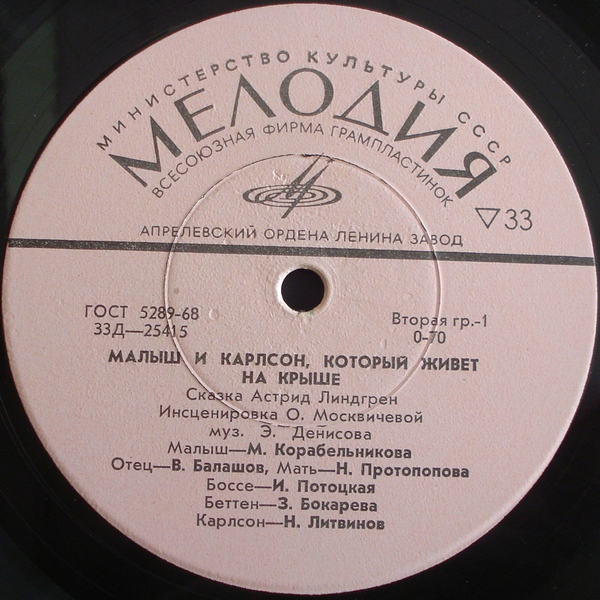 МИНИСТЕРСТВО КУЛЬТУРЫ СССР
МЕЛОДИЯ
ВСЕСОЮЗНАЯ ФИРМА ГРАМПЛАСТИНОК
33
АПРЕЛЕВСКИЙ ОРДЕНА ЛЕНИНА ЗАВОД
ГОСТ 5289-68
Вторая гр.-1
33Д—25415
0-70
МАЛЫШ И КАРЛСОН, КОТОРЫЙ ЖИВЕТ
НА КРЫШЕ
Сказка Астрид Линдгрен
Инсценировка О. Москвичевой
муз. Э. Денисова
Малыш—М. Корабельникова
Отец—В. Балашов, Мать—Н. Протопопова
Боссе—И. Потоцкая
Беттен—З. Бокарева
Карлсон—Н. Литвинов